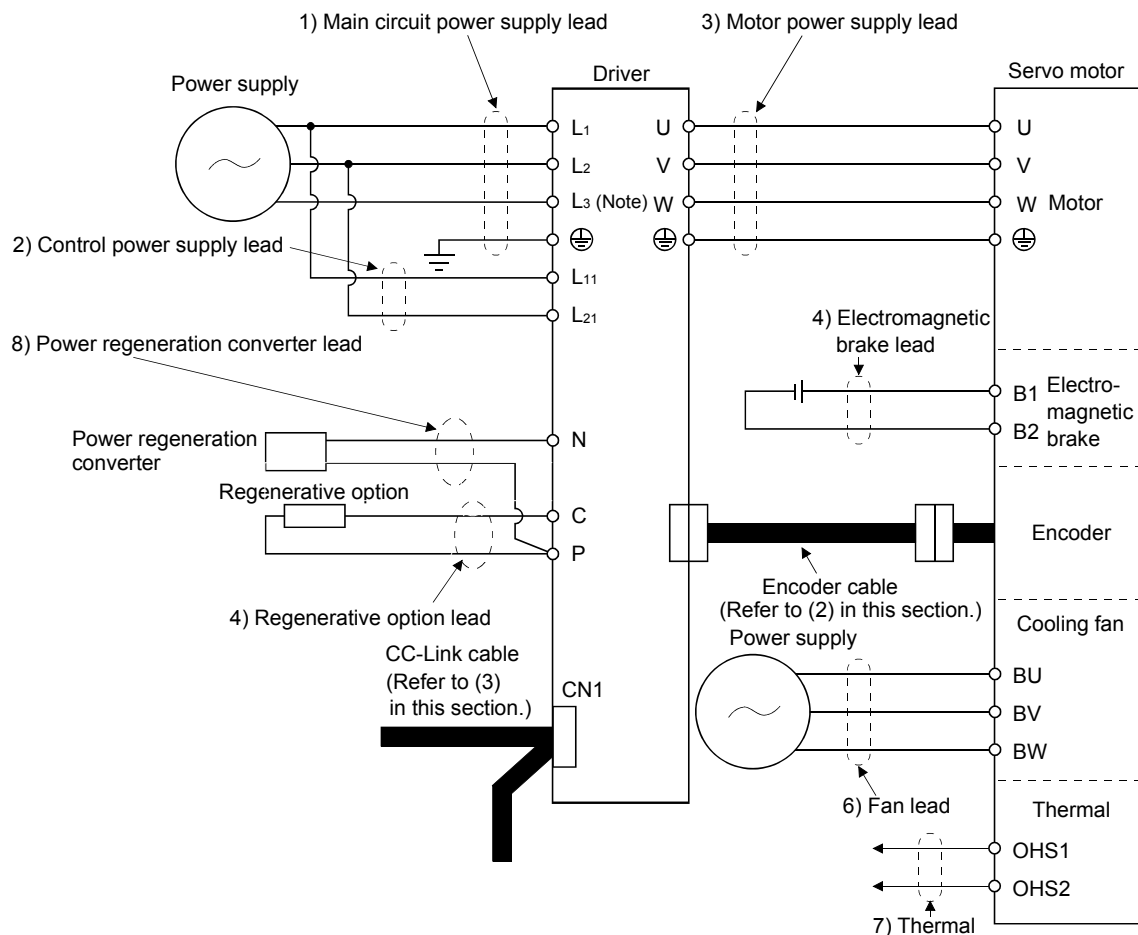 1) Main circuit power supply lead
3) Motor power supply lead
Power supply
Driver
Servo motor
L1
U
U
L2
V
V
L3 (Note)
W
W
Motor
2) Control power supply lead
L11
L21
8) Power regeneration converter lead
4) Electromagnetic
brake lead
B1
B2
Electro-
magnetic
brake
Power regeneration
converter
N
Regenerative option
C
P
4) Regenerative option lead
Encoder
Encoder cable
(Refer to (2) in this section.)
CC-Link cable
(Refer to (3)
in this section.)
CN1
Power supply
Cooling fan
BU
BV
BW
6) Fan lead
Thermal
OHS1
OHS2
7) Thermal